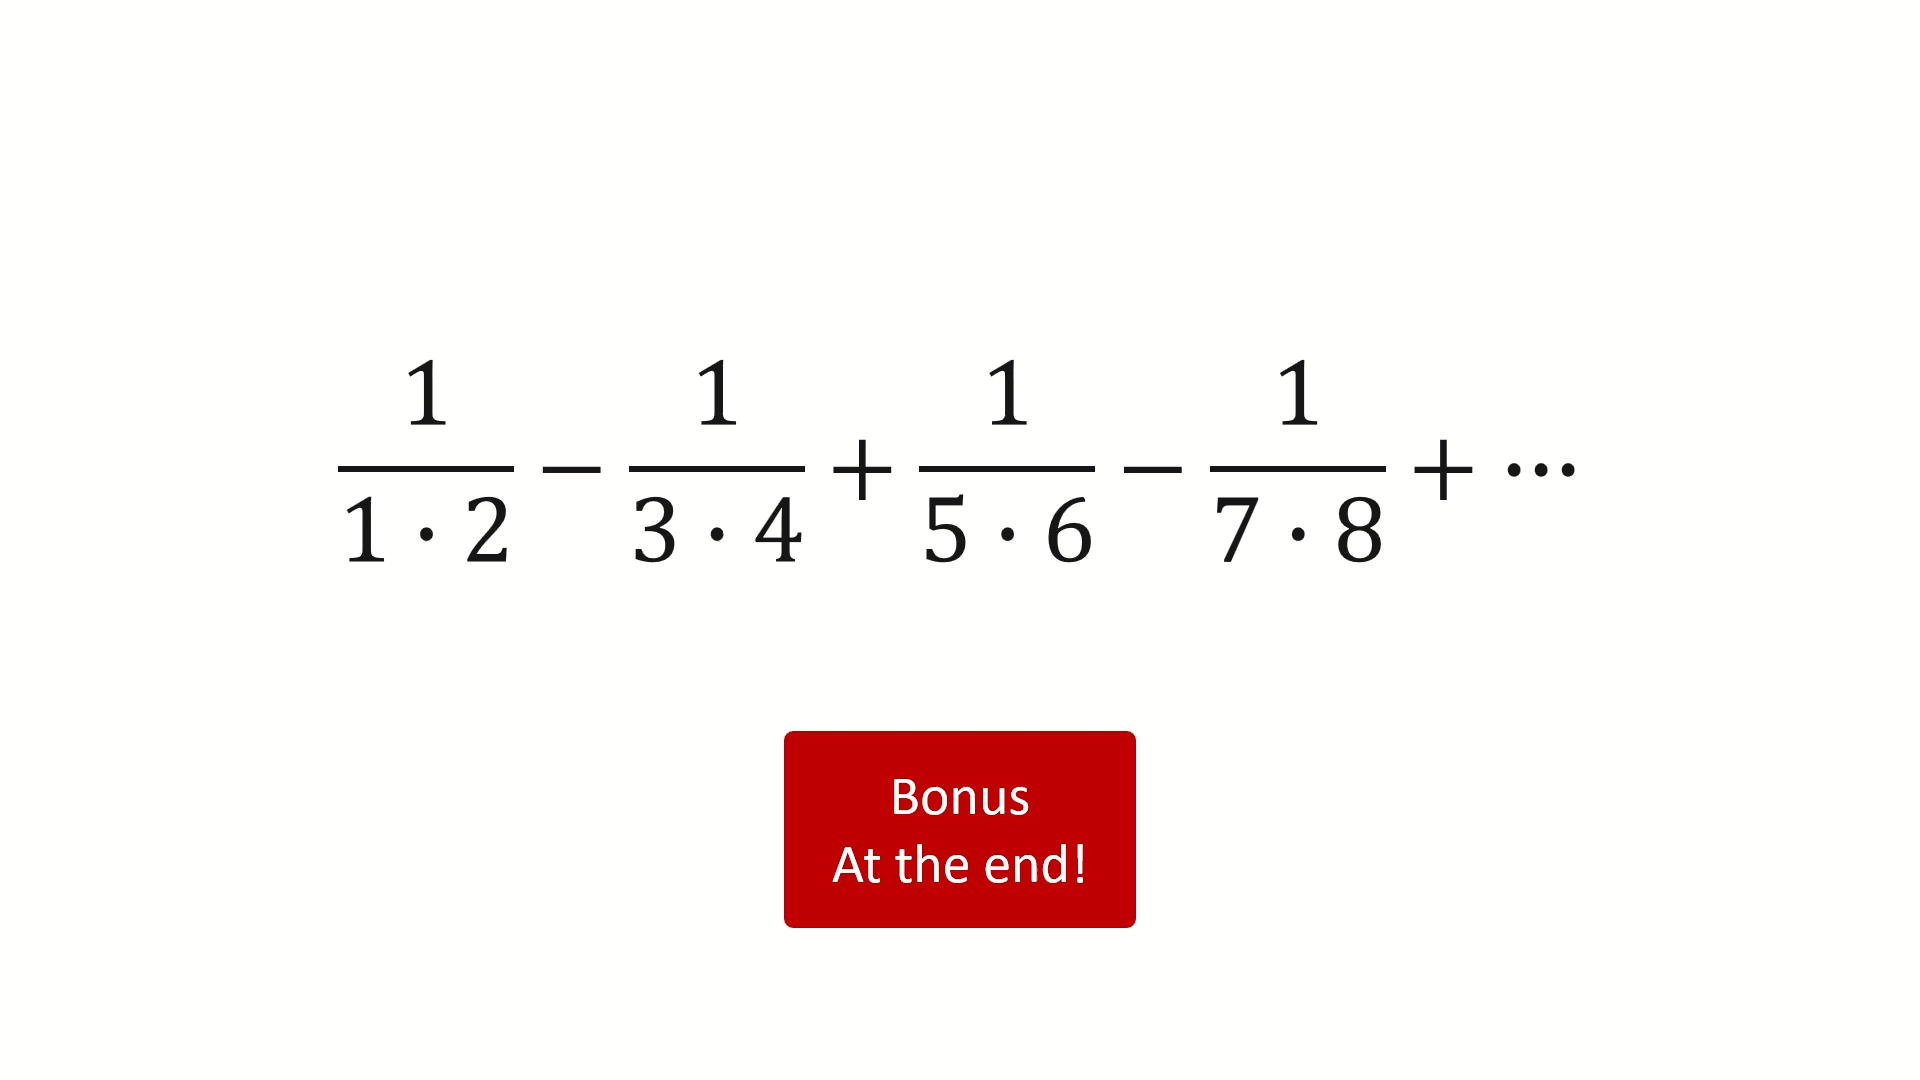 1/(1 · 2) − 1/(3 · 4) + 1/(5 · 6) − 1/(7 · 8) + ⋯
Bonus
At the end!